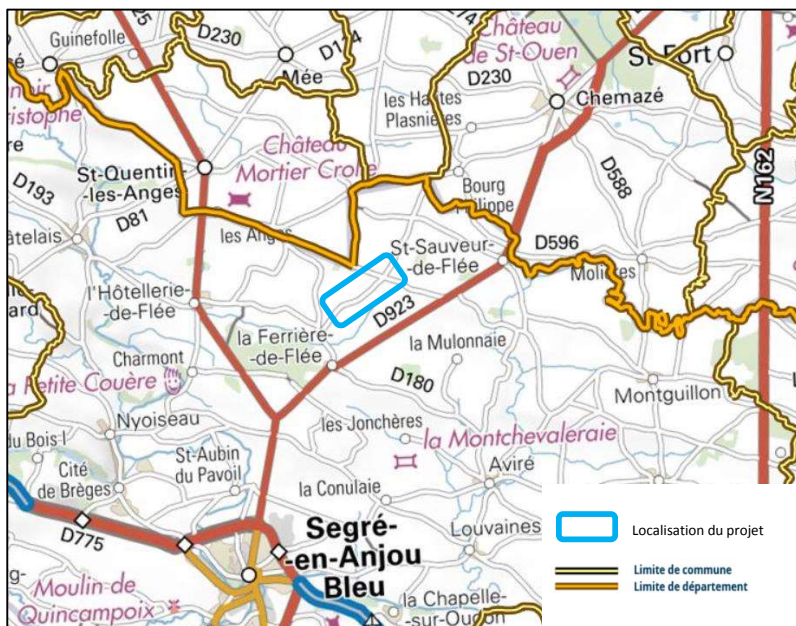 D230
Guinefolle
Mée
Château
de St-Ouen
D230
St-Fort
les Hautes
Plasnières
Chemazé
Château
Mortier Crolle
St-Quentin-
-les-Anges
D193
D81
les Anges
Bourg
Philippe
D588
N162
St-Sauveur-
-de-Flée
D596
Molières
l'Hôtellerie-
-de-Flée
D923
la Ferrière-
-de-Flée
la Mulonnaie
Charmont
la Petite Couère
D180
Montguillon
Nyoiseau
les Jonchères
la Montchevaleraie
du Bois I
St-Aubin
du Pavoil
Cité
de Brèges
la Conulaie
Aviré
D775
Segré-
-en-Anjou
Bleu
Louvaines
Moulin de
Quincampoix
la Chapelle-
-sur-Oudon
Localisation du projet
Limite de commune
Limite de département